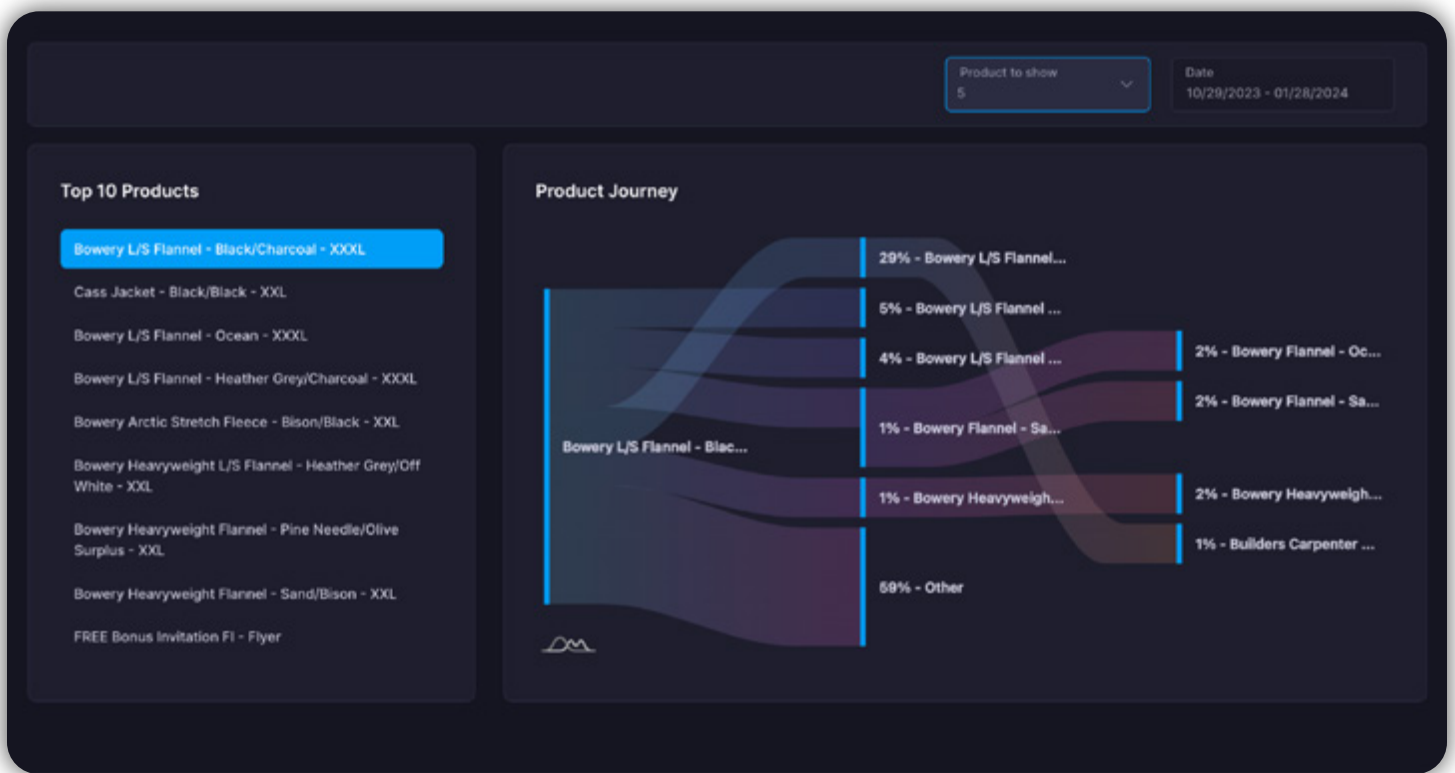 Product to show
5
Date
10/29/2023 - 01/28/2024
Top 10 Products
Bowery L/S Flannel - Black/Charcoal - XXXL
Cass Jacket - Black/Black - XXL
Bowery L/S Flannel - Ocean - XXXL
Bowery L/S Flannel - Heather Grey/Charcoal - XXXL
Bowery Arctic Stretch Fleece - Bison/Black - XXL
Bowery Heavyweight L/S Flannel - Heather Grey/Off
White - XXL
Bowery Heavyweight Flannel - Pine Needle/Olive
Surplus - XXL
Bowery Heavyweight Flannel - Sand/Bison - XXL
FREE Bonus Invitation FI - Flyer
Product Journey
Bowery L/S Flannel - Blac...
29% - Bowery L/S Flannel...
5% - Bowery L/S Flannel ...
4% - Bowery L/S Flannel ...
1% - Bowery Flannel - Sa...
1% - Bowery Heavyweigh...
59% - Other
2% - Bowery Flannel - Oc...
2% - Bowery Flannel - Sa...
2% - Bowery Heavyweigh...
1% - Builders Carpenter ...